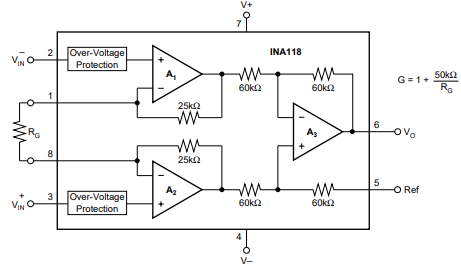 V+
7
INA118
V–IN
2
Over-Voltage
Protection
+
A1
–
60kΩ
60kΩ
G = 1 + 50kΩ
RG
1
25kΩ
RG
–
A3
+
6
VO
8
25kΩ
–
A2
+
5
Ref
V+IN
3
Over-Voltage
Protection
60kΩ
60kΩ
4
V–